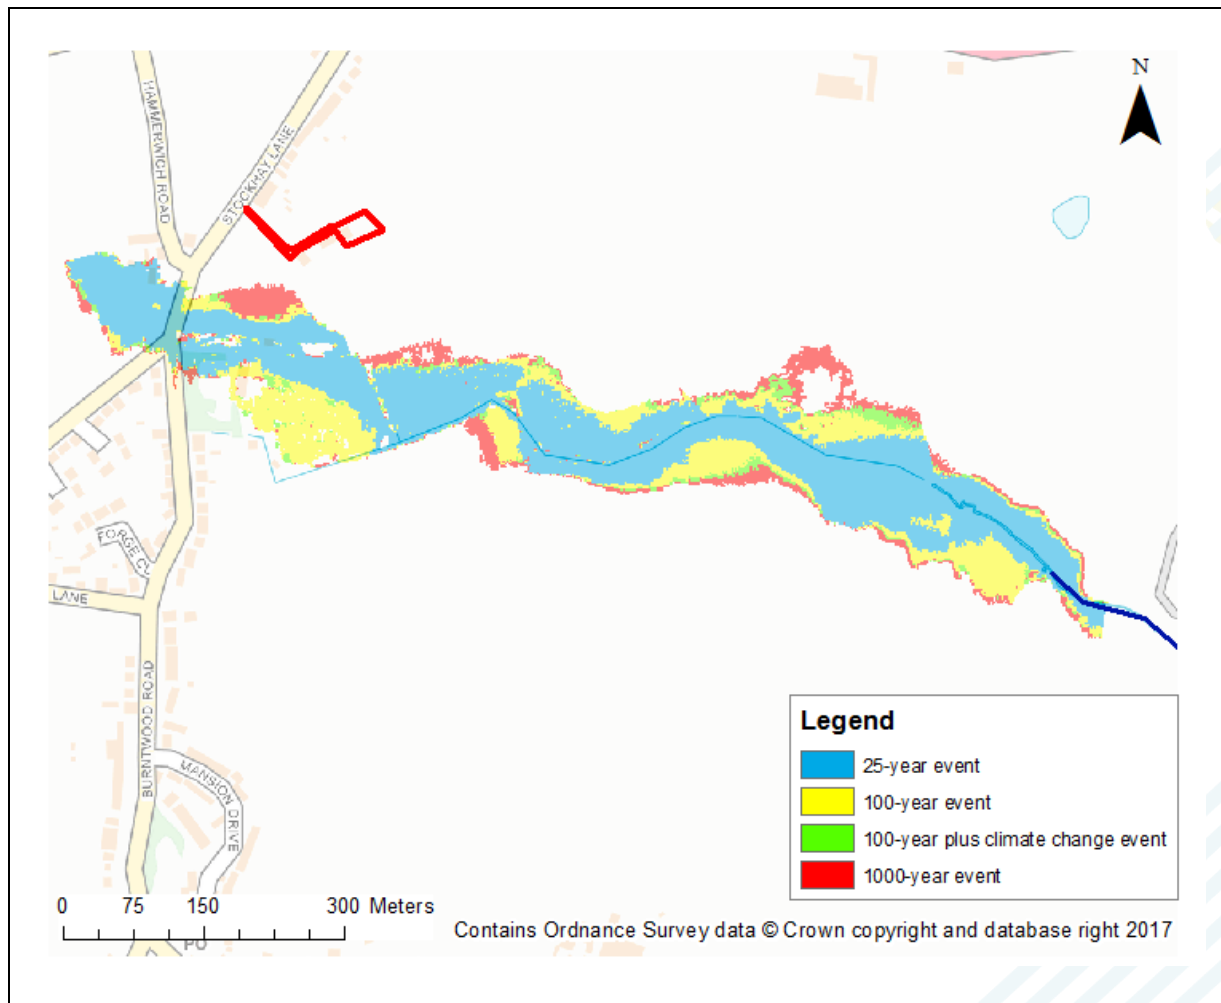 N
HAMMERWICH ROAD
STOCKHAY LANE
FORGE CL
LANE
BURNTWOOD ROAD
MANSION DRIVE
PO
Legend
25-year event
100-year event
100-year plus climate change event
1000-year event
0 75 150 300 Meters
Contains Ordnance Survey data © Crown copyright and database right 2017